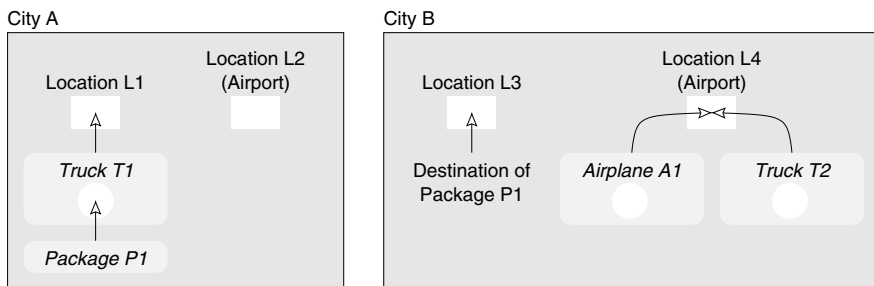 City A
Location L1
Location L2
(Airport)
Truck T1
Package P1
City B
Location L3
Location L4
(Airport)
Destination of
Package P1
Airplane A1
Truck T2